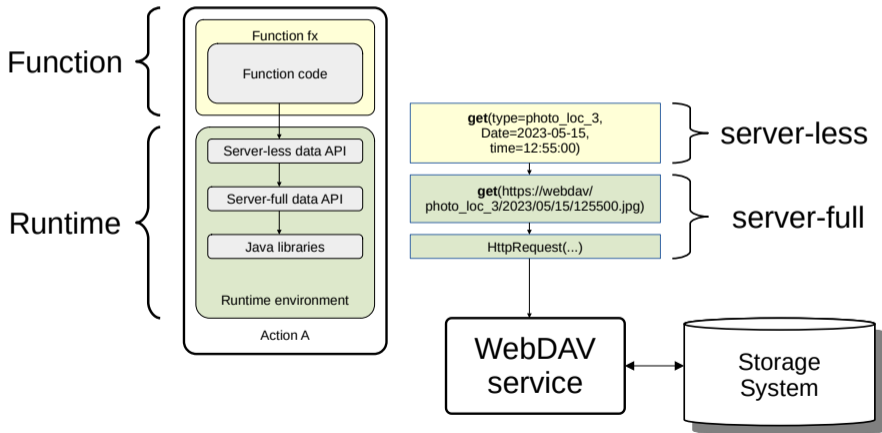 Function
Function fx
Function code
Runtime
Server-less data API
Server-full data API
Java libraries
Runtime environment
Action A
get(type=photo_loc_3,
Date=2023-05-15,
time=12:55:00)
server-less
get(https://webdav/
photo_loc_3/2023/05/15/125500.jpg)
HttpRequest(...)
server-full
WebDAV
service
Storage
System